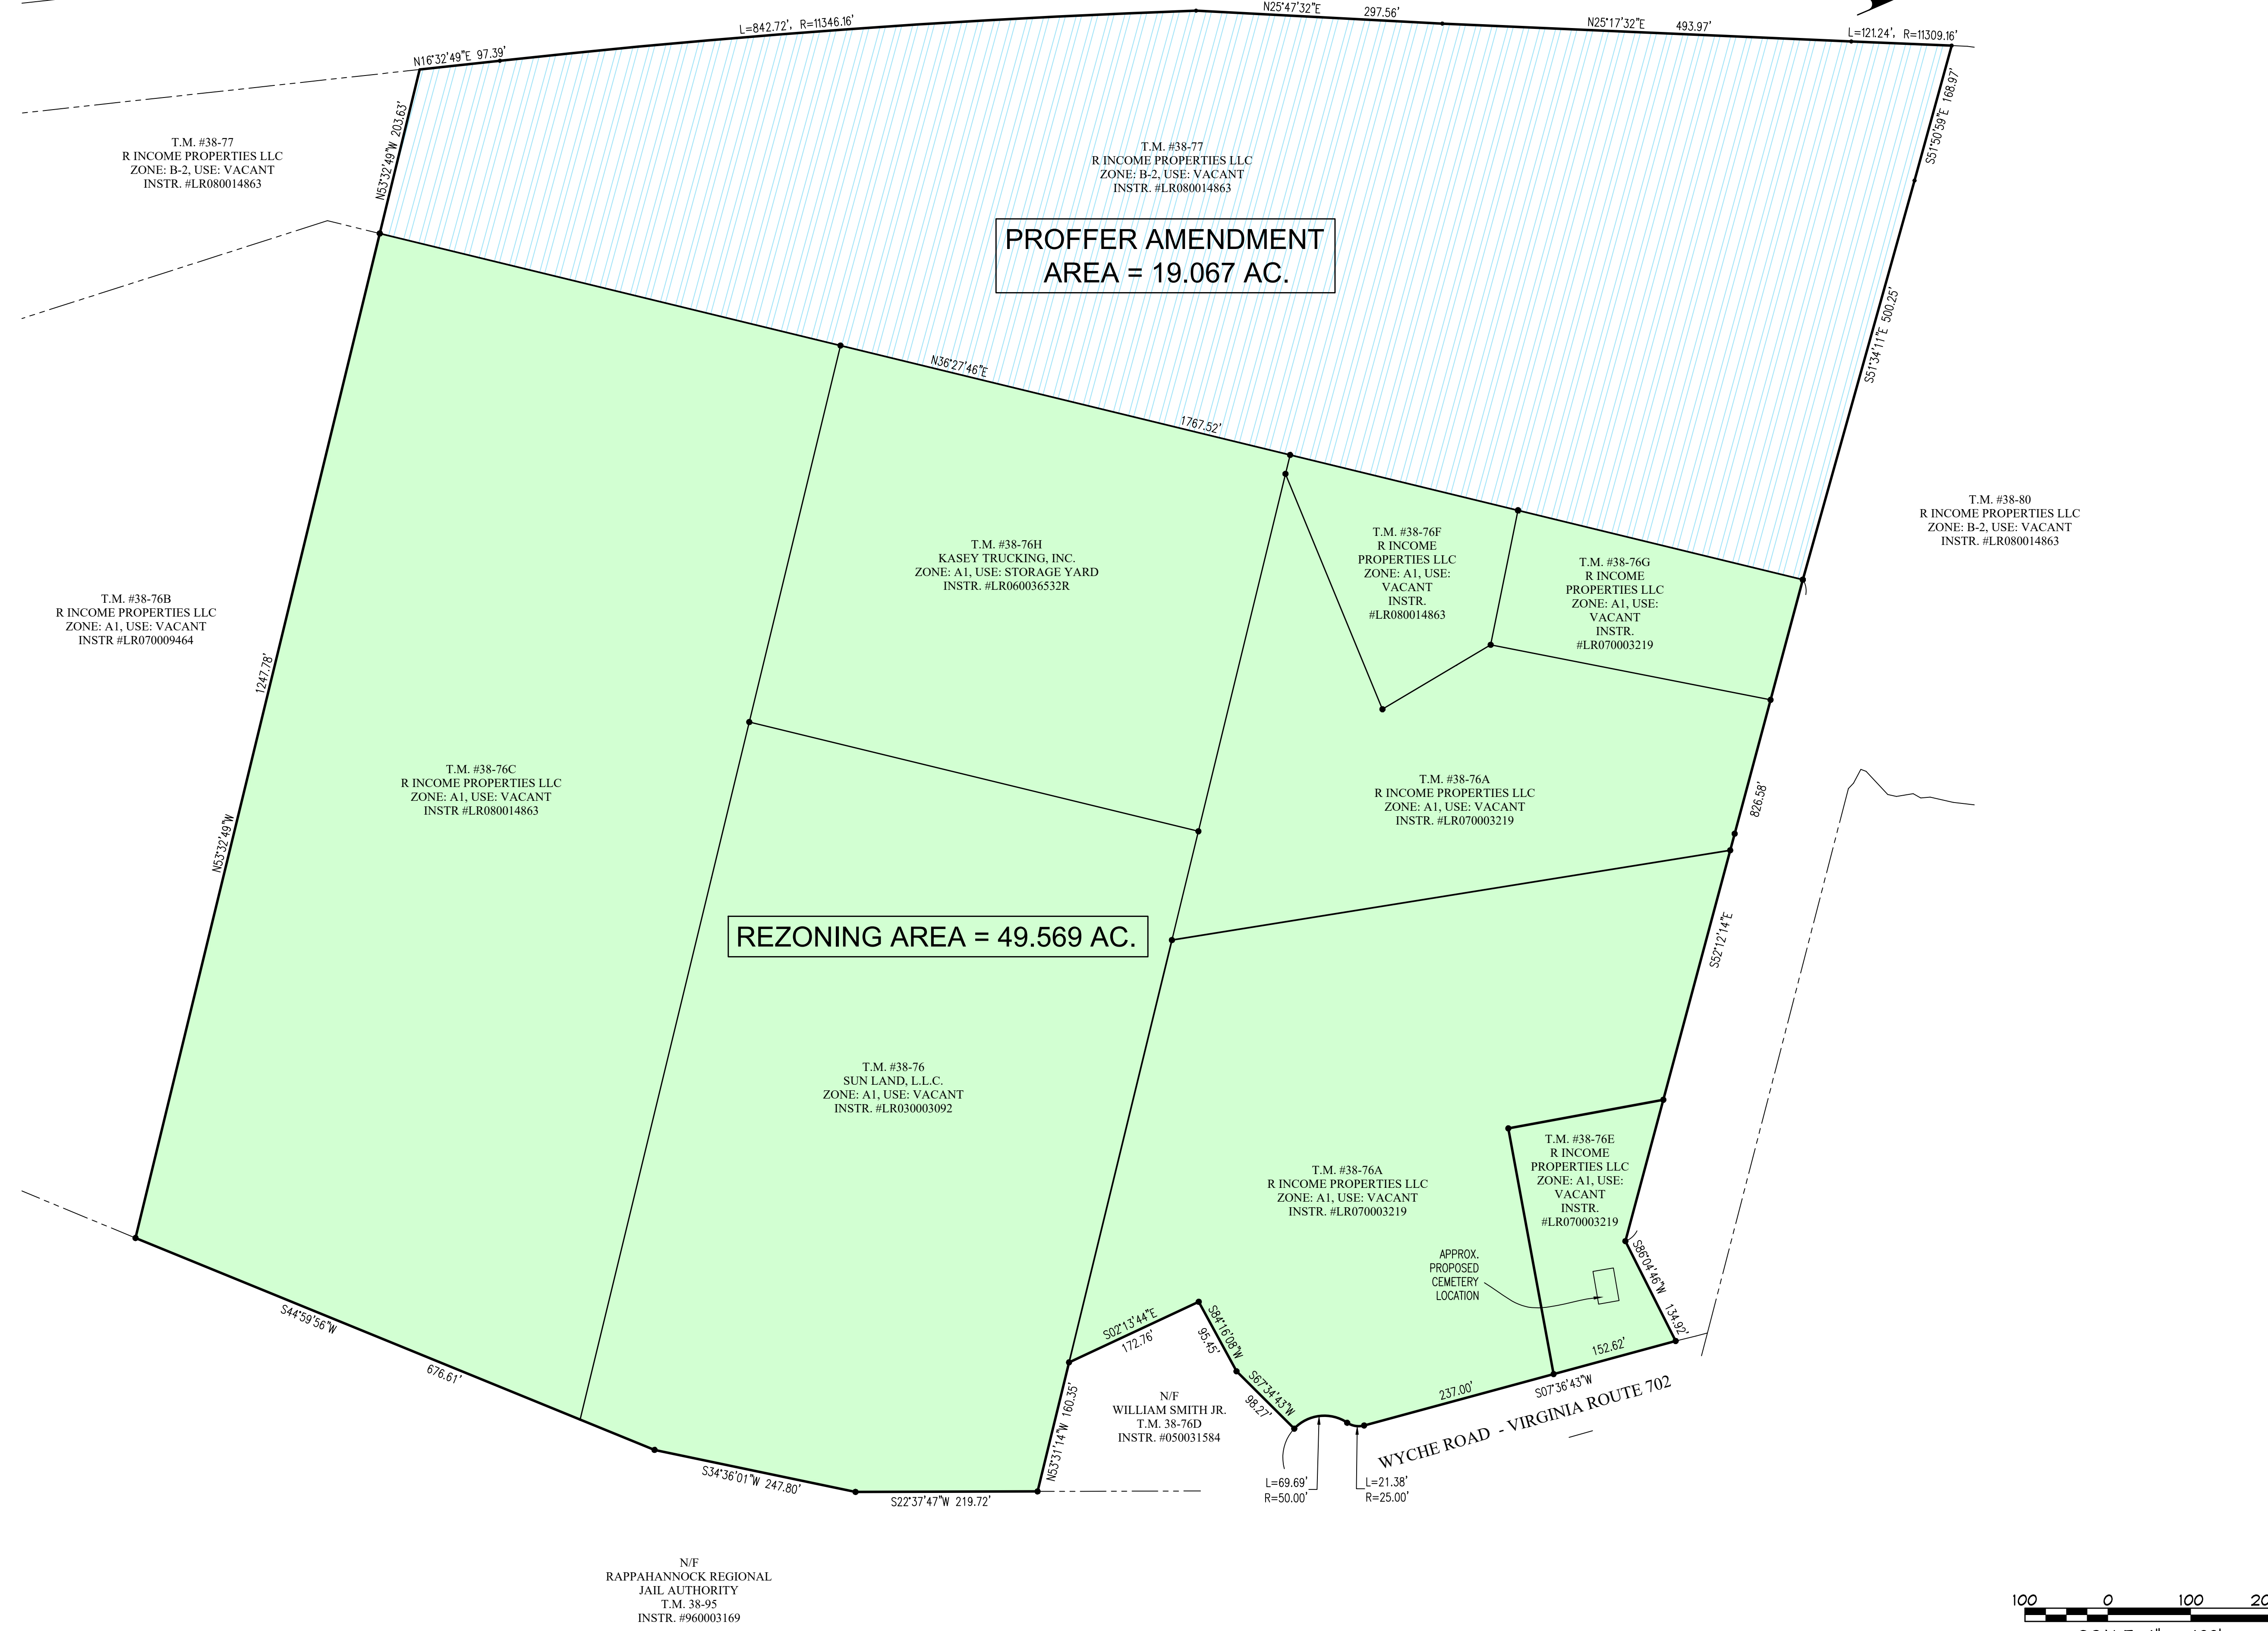 N25°47'32"E 297.56'
N25°17'32"E 493.97'
L=121.24', R=11309.16'
L=842.72', R=11346.16'
N16°32'49"E 97.39'
N53°32'49"W 203.63'
S51°50'59"E 168.97'
T.M. #38-77
R INCOME PROPERTIES LLC
ZONE: B-2, USE: VACANT
INSTR. #LR080014863
T.M. #38-77
R INCOME PROPERTIES LLC
ZONE: B-2, USE: VACANT
INSTR. #LR080014863
PROFFER AMENDMENT
AREA = 19.067 AC.
S51°34'11"E 500.25'
N36°27'46"E
1767.52'
T.M. #38-80
R INCOME PROPERTIES LLC
ZONE: B-2, USE: VACANT
INSTR. #LR080014863
T.M. #38-76H
KASEY TRUCKING, INC.
ZONE: A1, USE: STORAGE YARD
INSTR. #LR060036532R
T.M. #38-76F
R INCOME
PROPERTIES LLC
ZONE: A1, USE:
VACANT
INSTR.
#LR080014863
T.M. #38-76G
R INCOME
PROPERTIES LLC
ZONE: A1, USE:
VACANT
INSTR.
#LR070003219
T.M. #38-76B
R INCOME PROPERTIES LLC
ZONE: A1, USE: VACANT
INSTR #LR070009464
1247.78'
N53°32'49"W
T.M. #38-76C
R INCOME PROPERTIES LLC
ZONE: A1, USE: VACANT
INSTR #LR080014863
T.M. #38-76A
R INCOME PROPERTIES LLC
ZONE: A1, USE: VACANT
INSTR. #LR070003219
826.58'
S52°12'14"E
REZONING AREA = 49.569 AC.
T.M. #38-76
SUN LAND, L.L.C.
ZONE: A1, USE: VACANT
INSTR. #LR030003092
T.M. #38-76A
R INCOME PROPERTIES LLC
ZONE: A1, USE: VACANT
INSTR. #LR070003219
T.M. #38-76E
R INCOME
PROPERTIES LLC
ZONE: A1, USE:
VACANT
INSTR.
#LR070003219
APPROX.
PROPOSED
CEMETERY
LOCATION
S86°04'46"W 134.92'
S44°59'56"W
676.61'
S02°13'44"E
172.76'
S84°16'08"W
95.45'
S67°34'43"W
98.27'
237.00'
152.62'
S07°36'43"W
WYCHE ROAD - VIRGINIA ROUTE 702
N53°31'14"W 160.35'
N/F
WILLIAM SMITH JR.
T.M. 38-76D
INSTR. #050031584
L=69.69'
R=50.00'
L=21.38'
R=25.00'
S34°36'01"W 247.80'
S22°37'47"W 219.72'
N/F
RAPPAHANNOCK REGIONAL
JAIL AUTHORITY
T.M. 38-95
INSTR. #960003169
100 0 100